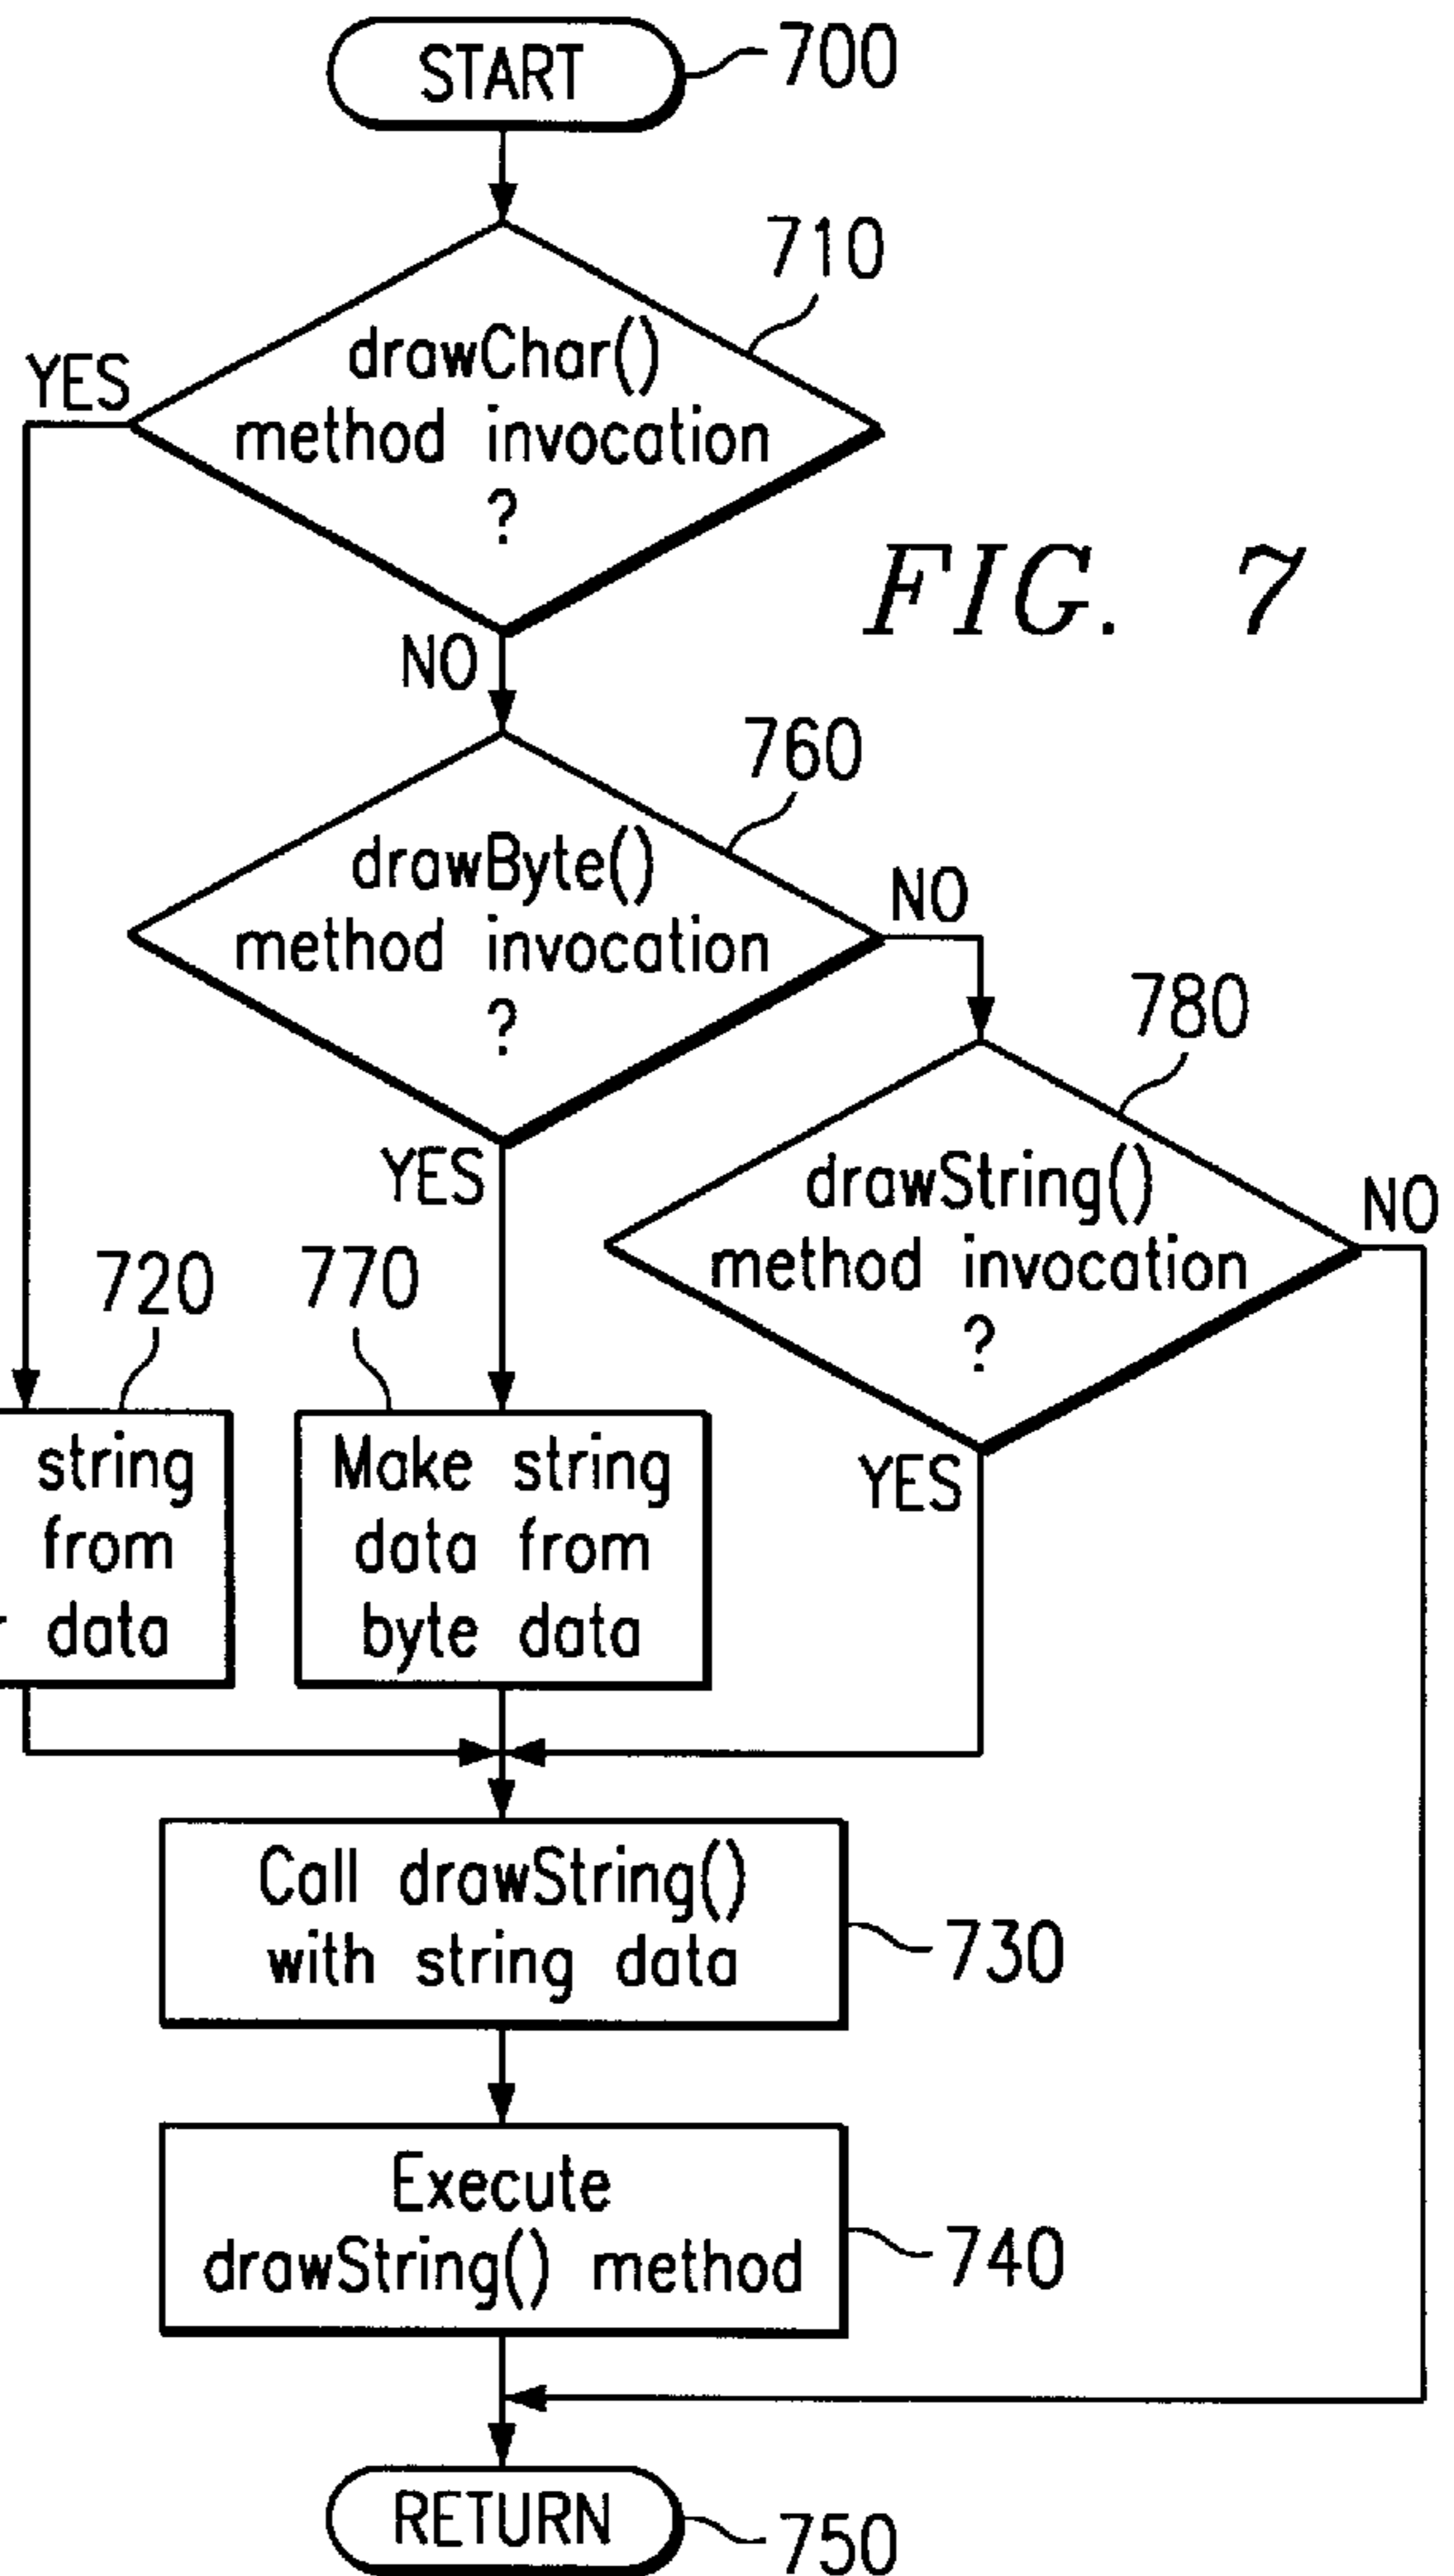 START
700
710
drawChar()
method invocation
?
YES
FIG. 7
NO
760
drawByte()
method invocation
?
NO
780
YES
drawString()
method invocation
?
NO
720
770
string
from
data
Make string
data from
byte data
YES
Call drawString()
with string data
730
Execute
drawString() method
740
RETURN
750